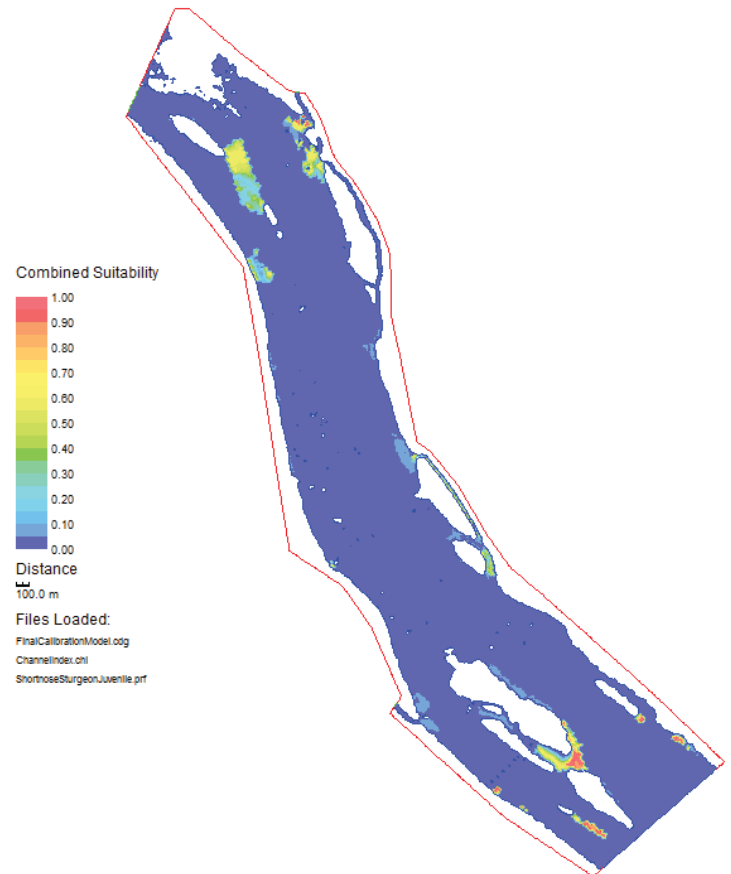 Combined Suitability
1.00
0.90
0.80
0.70
0.60
0.50
0.40
0.30
0.20
0.10
0.00
Distance
100.0 m
Files Loaded:
FinalCalibrationModel.cdg
ChannelIndex.chi
ShortnoseSturgeonJuvenile.prf